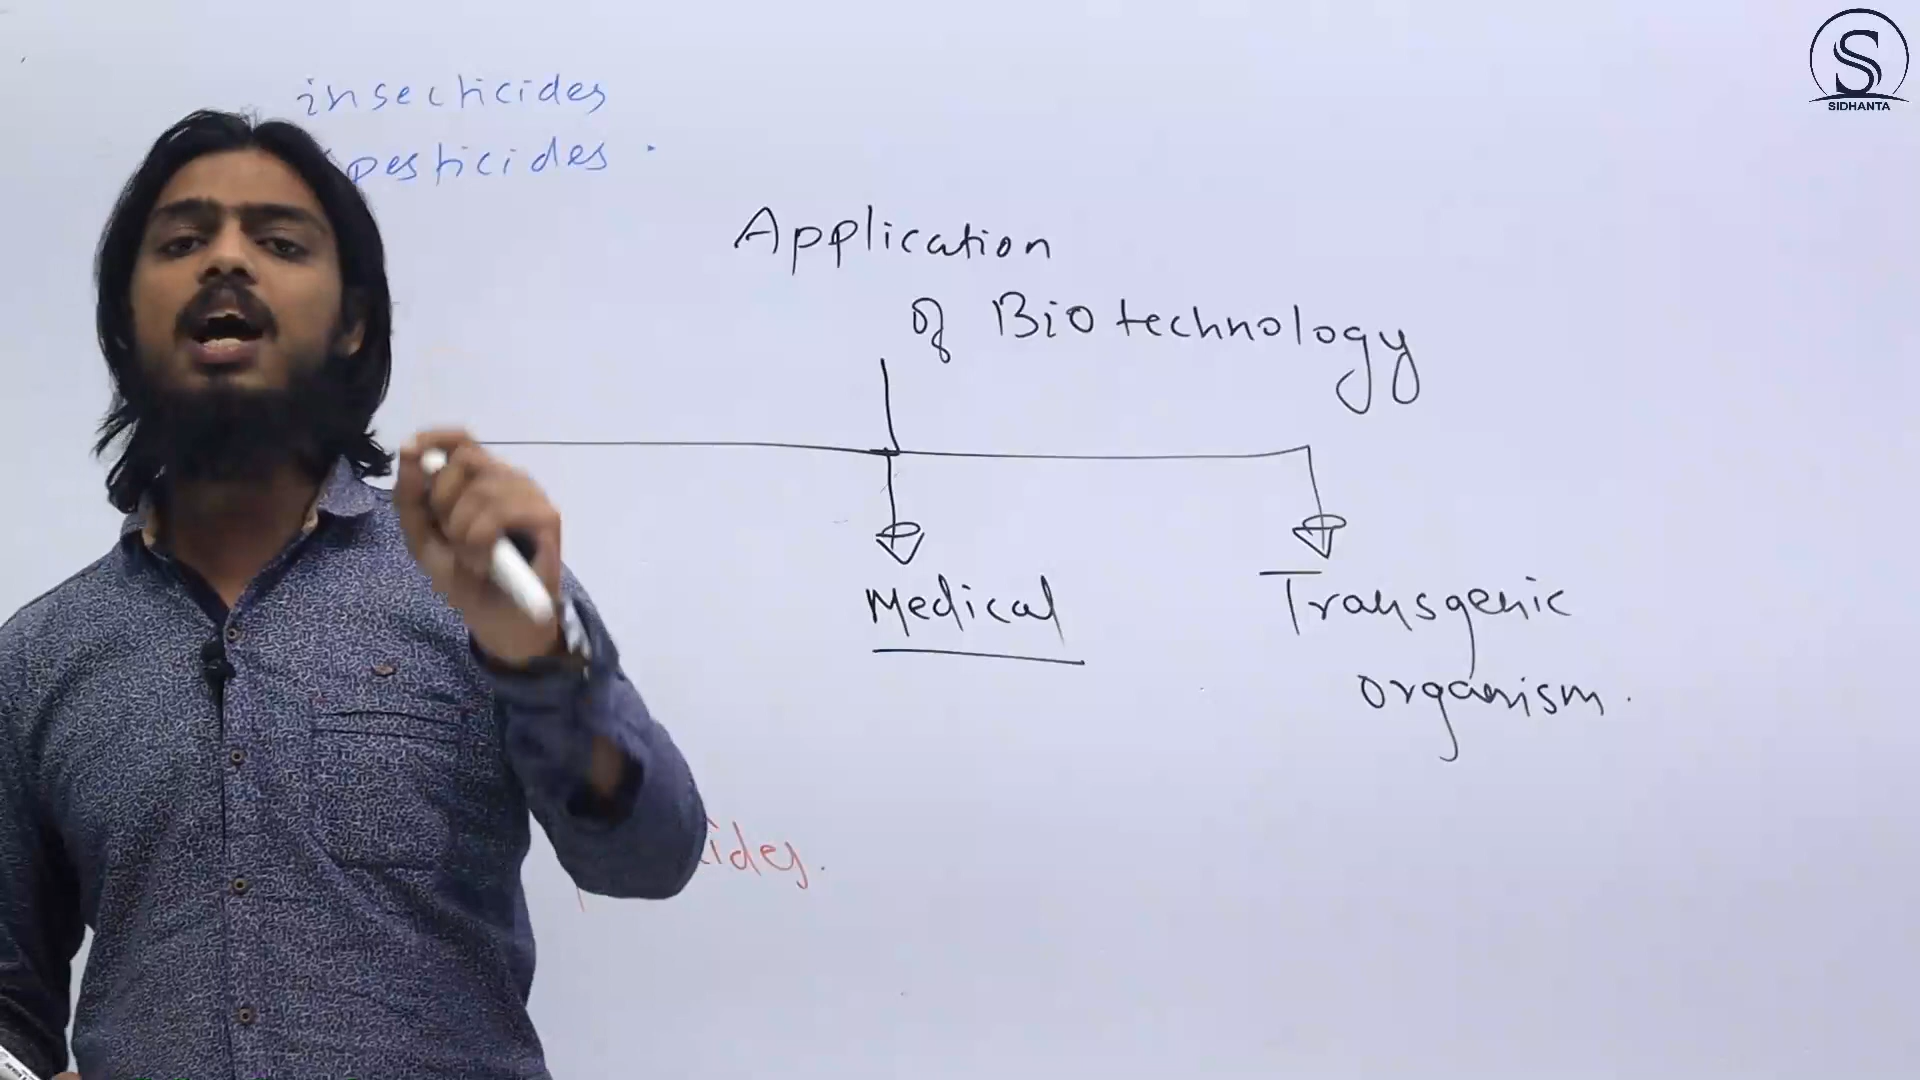 insecticides
pesticides.
Application
of Biotechnology
Medical
Transgenic
organism.
S
SIDHANTA